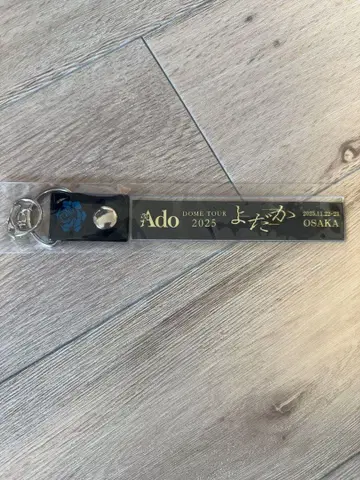 Ado
DOME TOUR
2025
よだか
2025.11.22-23
OSAKA